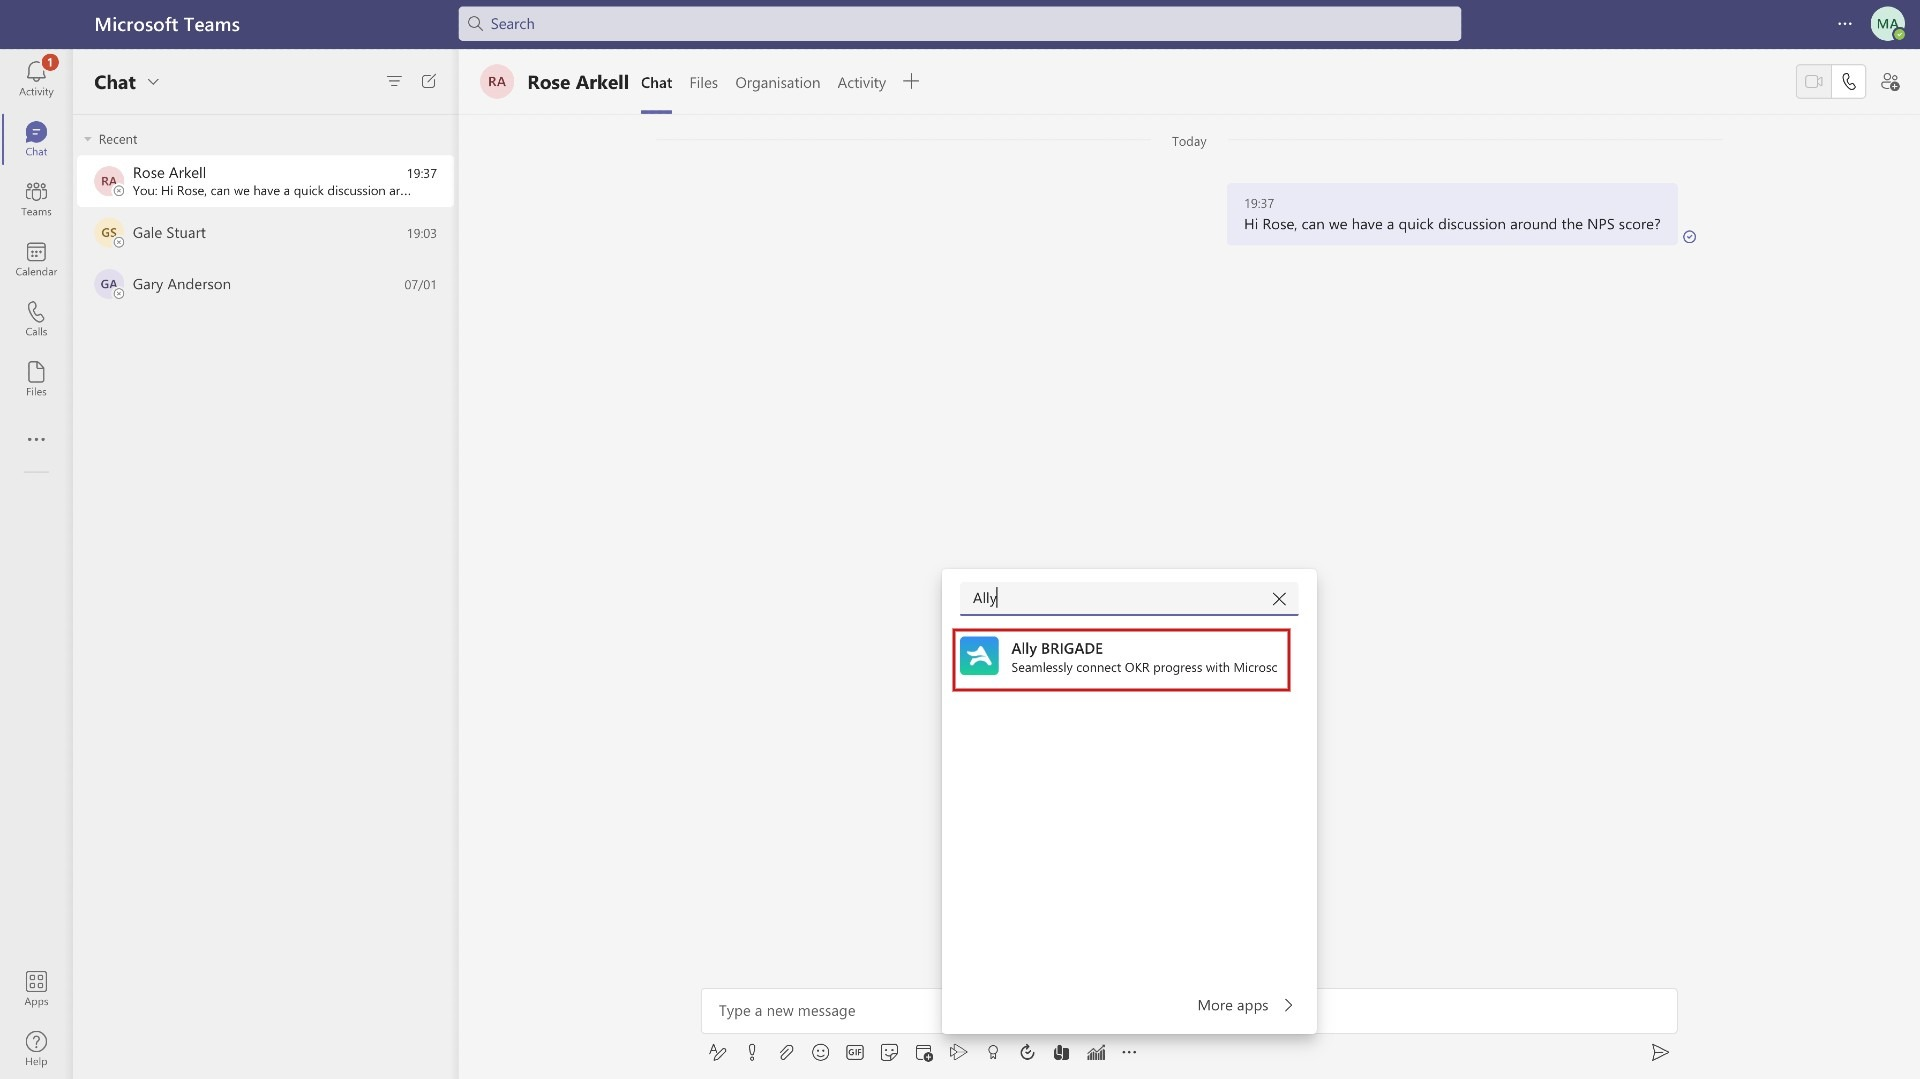 Microsoft Teams
Search
MA
1
Activity
Chat
Teams
Calendar
Calls
Files
Apps
Help
Chat
Recent
RA
Rose Arkell
19:37
You: Hi Rose, can we have a quick discussion ar...
GS
Gale Stuart
19:03
GA
Gary Anderson
07/01
RA
Rose Arkell
Chat
Files
Organisation
Activity
Today
19:37
Hi Rose, can we have a quick discussion around the NPS score?
Ally
Ally BRIGADE
Seamlessly connect OKR progress with Microsc
More apps
Type a new message
GIF